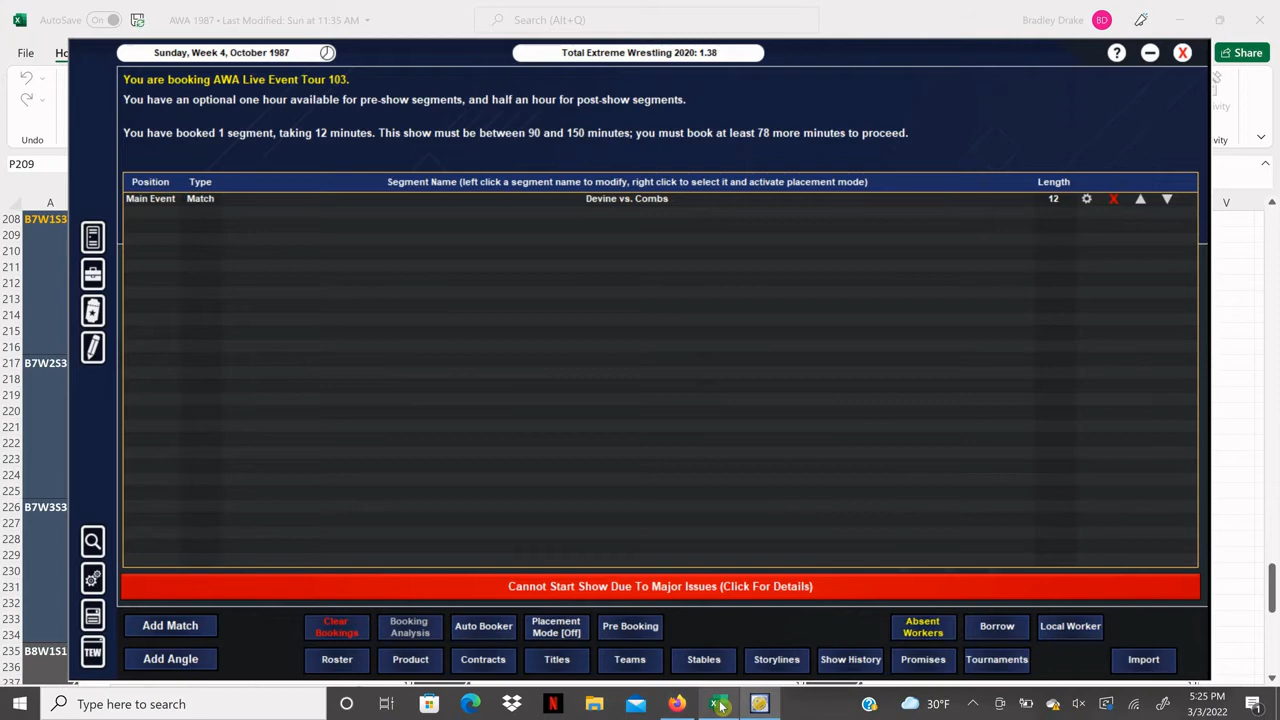 AutoSave On
AWA 1987 • Last Modified: Sun at 11:35 AM
Search (Alt+Q)
Bradley Drake BD
File
Share
Undo
P209
A
V
208
209
210
211
212
213
214
215
216
217
218
219
220
221
222
223
224
225
226
227
228
229
230
231
232
233
234
235
236
B7W1S3
B7W2S3
B7W3S3
B8W1S1
Sunday, Week 4, October 1987
Total Extreme Wrestling 2020: 1.38
? X
You are booking AWA Live Event Tour 103.
You have an optional one hour available for pre-show segments, and half an hour for post-show segments.
You have booked 1 segment, taking 12 minutes. This show must be between 90 and 150 minutes; you must book at least 78 more minutes to proceed.
Position Type Segment Name (left click a segment name to modify, right click to select it and activate placement mode) Length
Main Event Match Devine vs. Combs 12 X
TEW
Cannot Start Show Due To Major Issues (Click For Details)
Add Match
Clear Bookings
Booking Analysis
Auto Booker
Placement Mode [Off]
Pre Booking
Absent Workers
Borrow
Local Worker
Add Angle
Roster
Product
Contracts
Titles
Teams
Stables
Storylines
Show History
Promises
Tournaments
Import
Type here to search
30°F
5:25 PM
3/3/2022
1